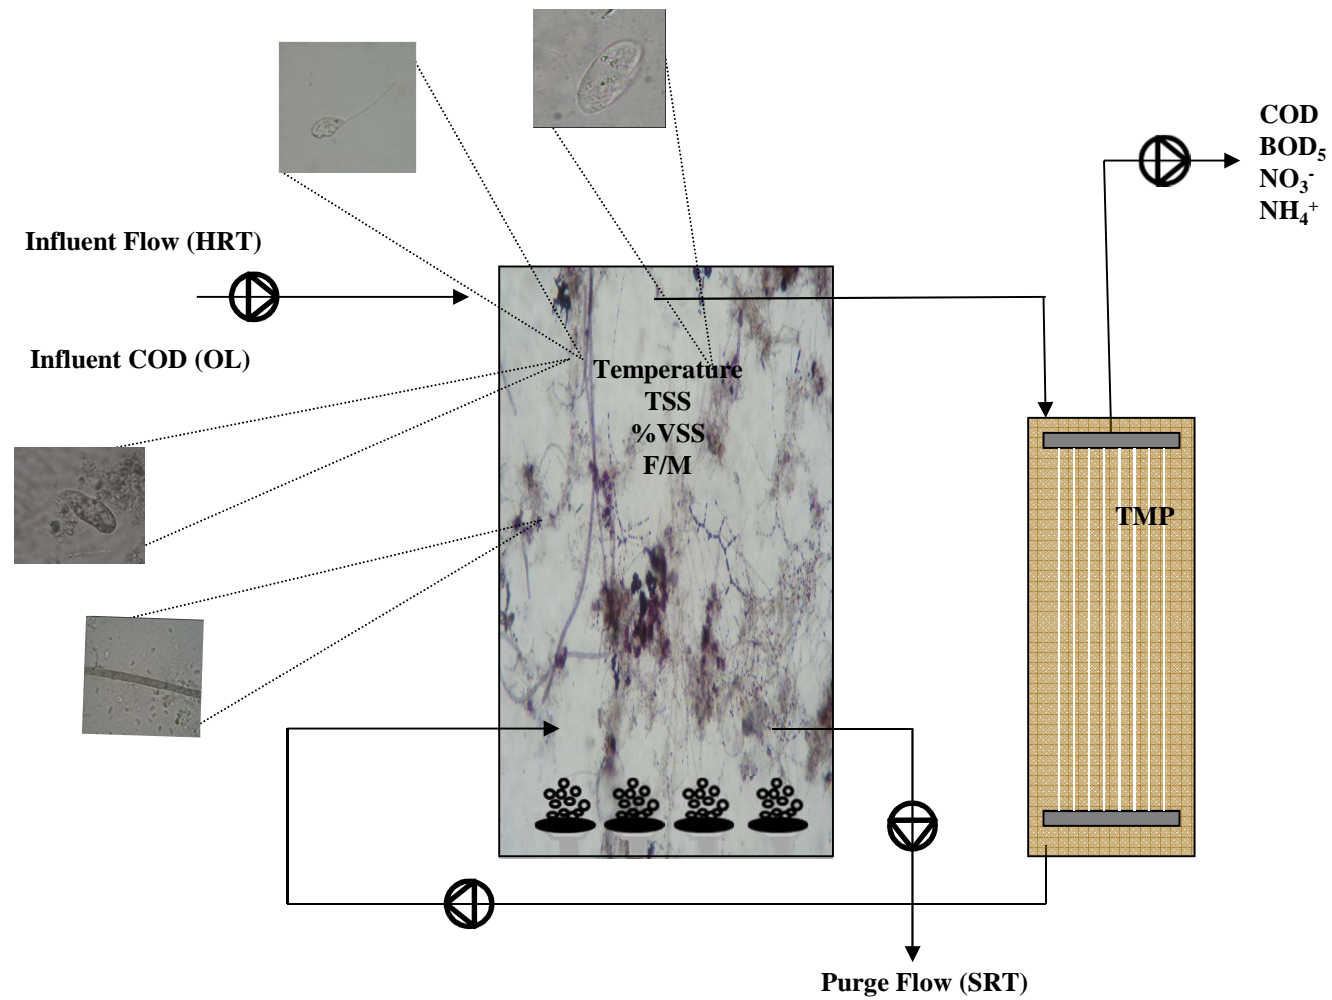 COD
BOD₅
NO₃⁻
NH₄⁺
Influent Flow (HRT)
Influent COD (OL)
Temperature
TSS
%VSS
F/M
TMP
Purge Flow (SRT)